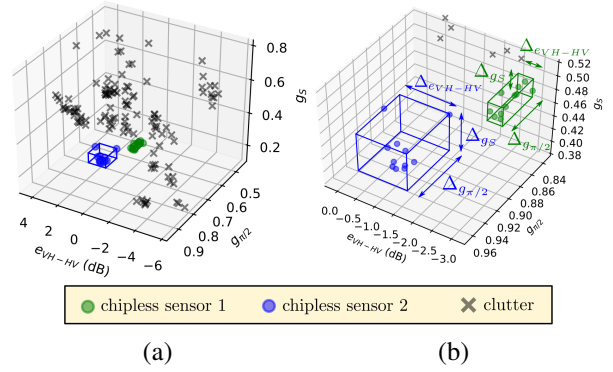 0.8
0.6
0.4
0.2
g_S
4
2
0
-2
-4
-6
e_{VH-HV} (dB)
0.5
0.6
0.7
0.8
0.9
g_{π/2}
Δ_{e_{VH-HV}}
Δ_{g_S}
Δ_{g_{π/2}}
Δ_{e_{VH-HV}}
Δ_{g_S}
Δ_{g_{π/2}}
0.52
0.50
0.48
0.46
0.44
0.42
0.40
0.38
g_S
0.84
0.86
0.88
0.90
0.92
0.94
0.96
g_{π/2}
0.0
-0.5
-1.0
-1.5
-2.0
-2.5
-3.0
e_{VH-HV} (dB)
chipless sensor 1 chipless sensor 2 clutter
(a) (b)